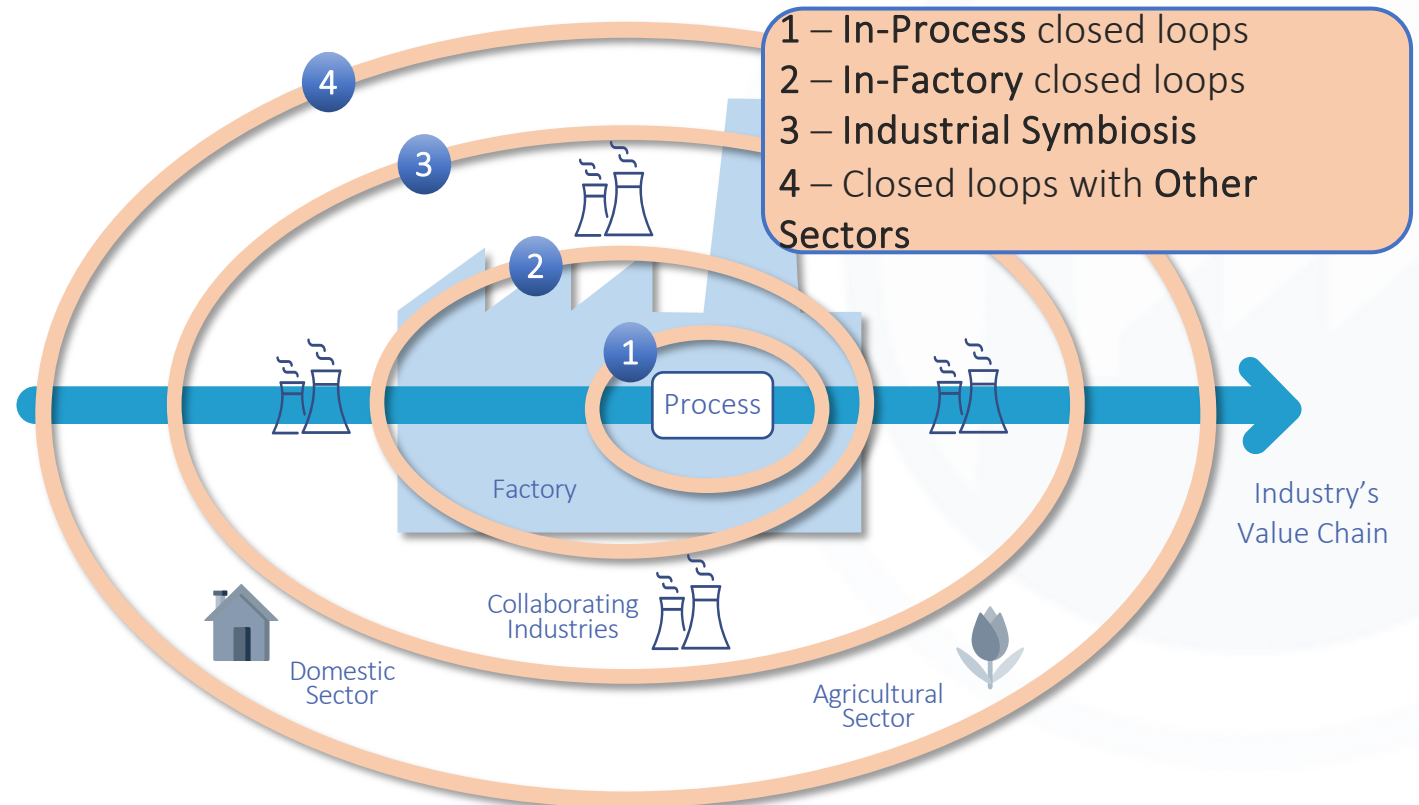 1 – In-Process closed loops
2 – In-Factory closed loops
3 – Industrial Symbiosis
4 – Closed loops with Other
Sectors
4
3
2
1
Process
Factory
Industry’s
Value Chain
Collaborating
Industries
Domestic
Sector
Agricultural
Sector